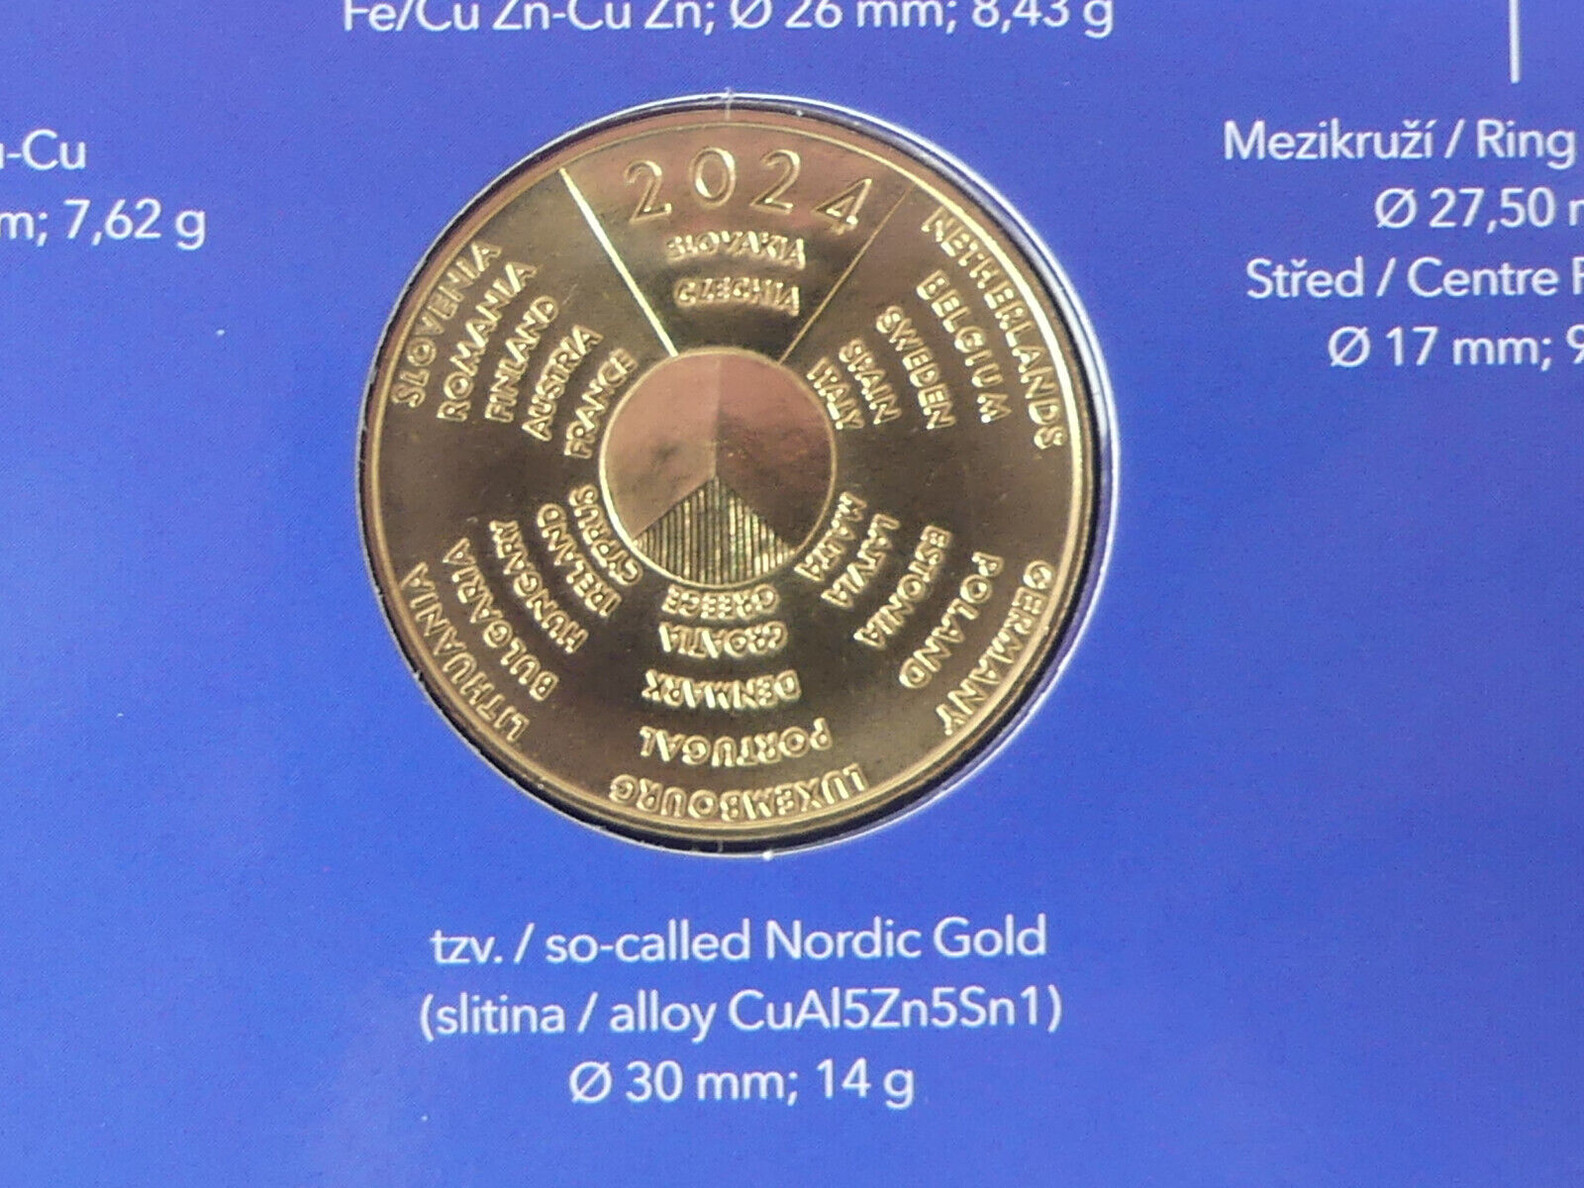 Fe/Cu Zn-Cu Zn; Ø 26 mm; 8,43 g
-Cu
m; 7,62 g
Mezikruží / Ring
Ø 27,50
Střed / Centre
Ø 17 mm; 9
2024
SLOVAKIA
CZECHIA
NETHERLANDS
BELGIUM
SWEDEN
SPAIN
ITALY
GERMANY
POLAND
ESTONIA
LATVIA
MALTA
GREECE
CROATIA
DENMARK
PORTUGAL
LUXEMBOURG
LITHUANIA
BULGARIA
HUNGARY
IRELAND
CYPRUS
SLOVENIA
ROMANIA
FINLAND
AUSTRIA
FRANCE
tzv. / so-called Nordic Gold
(slitina / alloy CuAl5Zn5Sn1)
Ø 30 mm; 14 g